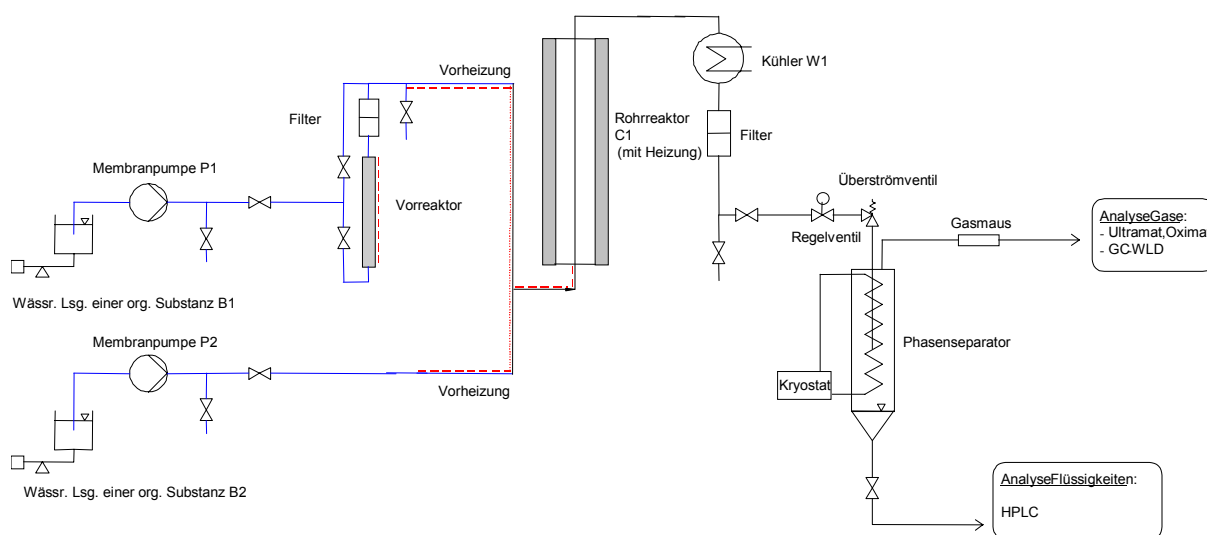 Vorheizung
Kühler W1
Filter
Rohrreaktor
C1
(mit Heizung)
Filter
Membranpumpe P1
Vorreaktor
Überströmventil
Regelventil
Gasmaus
AnalyseGase:
- Ultramat,Oximat
- GC-WLD
Wässr. Lsg. einer org. Substanz B1
Membranpumpe P2
Phasenseparator
Vorheizung
Kryostat
Wässr. Lsg. einer org. Substanz B2
AnalyseFlüssigkeiten:
HPLC